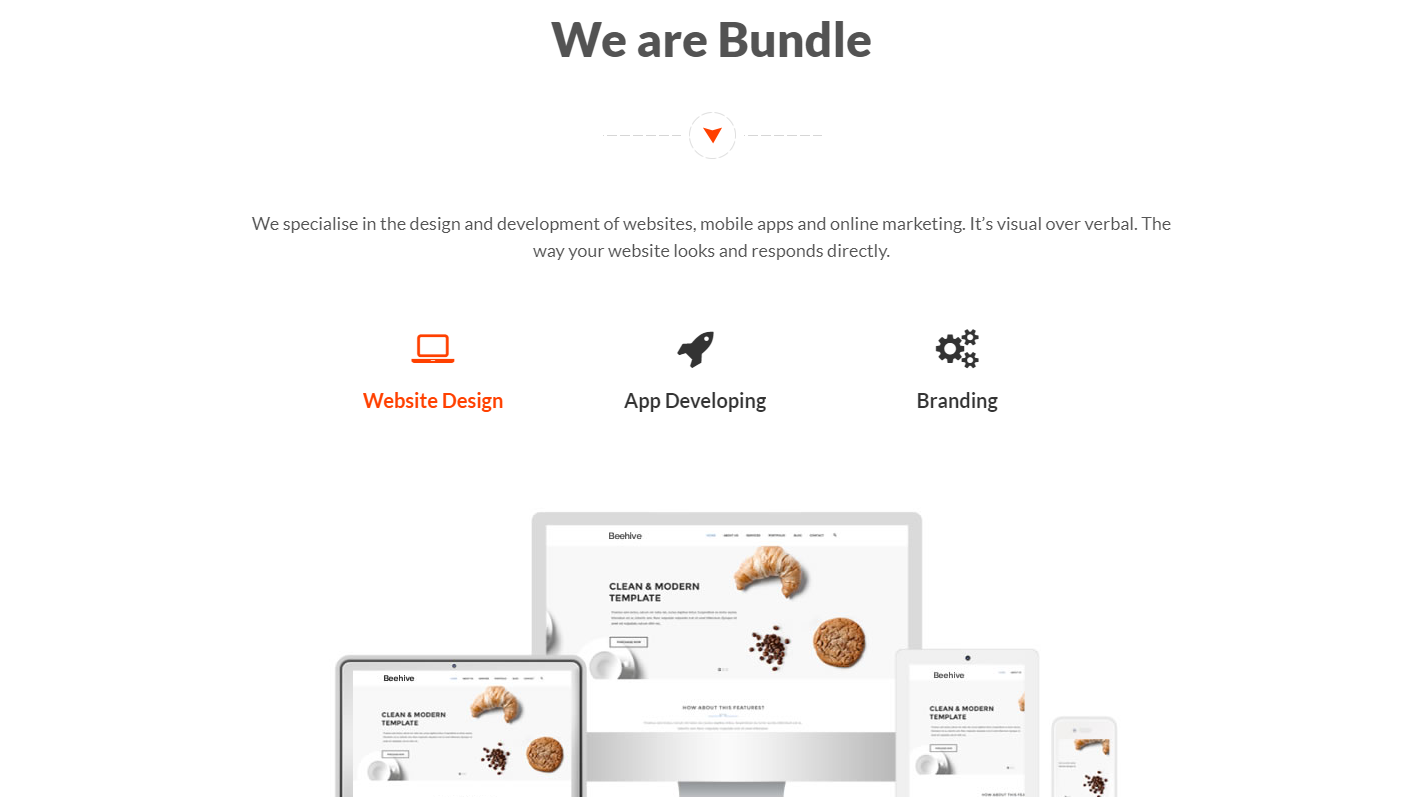 We are Bundle
We specialise in the design and development of websites, mobile apps and online marketing. It’s visual over verbal. The
way your website looks and responds directly.
Website Design
App Developing
Branding
Beehive
HOME ABOUT US SERVICES PORTFOLIO BLOG CONTACT
CLEAN & MODERN
TEMPLATE
PURCHASE NOW
HOW ABOUT THIS FEATURES?
Beehive
CLEAN & MODERN
TEMPLATE
Beehive
CLEAN & MODERN
TEMPLATE
HOW ABOUT THIS FEA